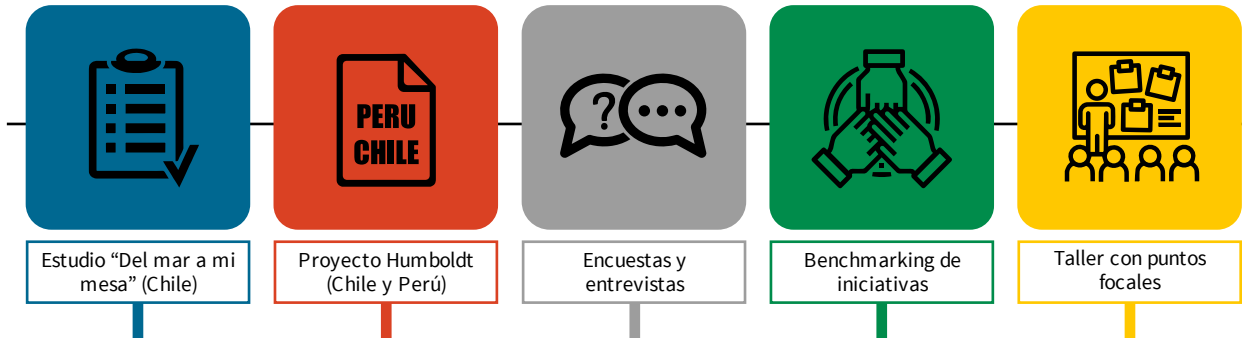 PERU
CHILE
?
Estudio “Del mar a mi
mesa” (Chile)
Proyecto Humboldt
(Chile y Perú)
Encuestas y
entrevistas
Benchmarking de
iniciativas
Taller con puntos
focales